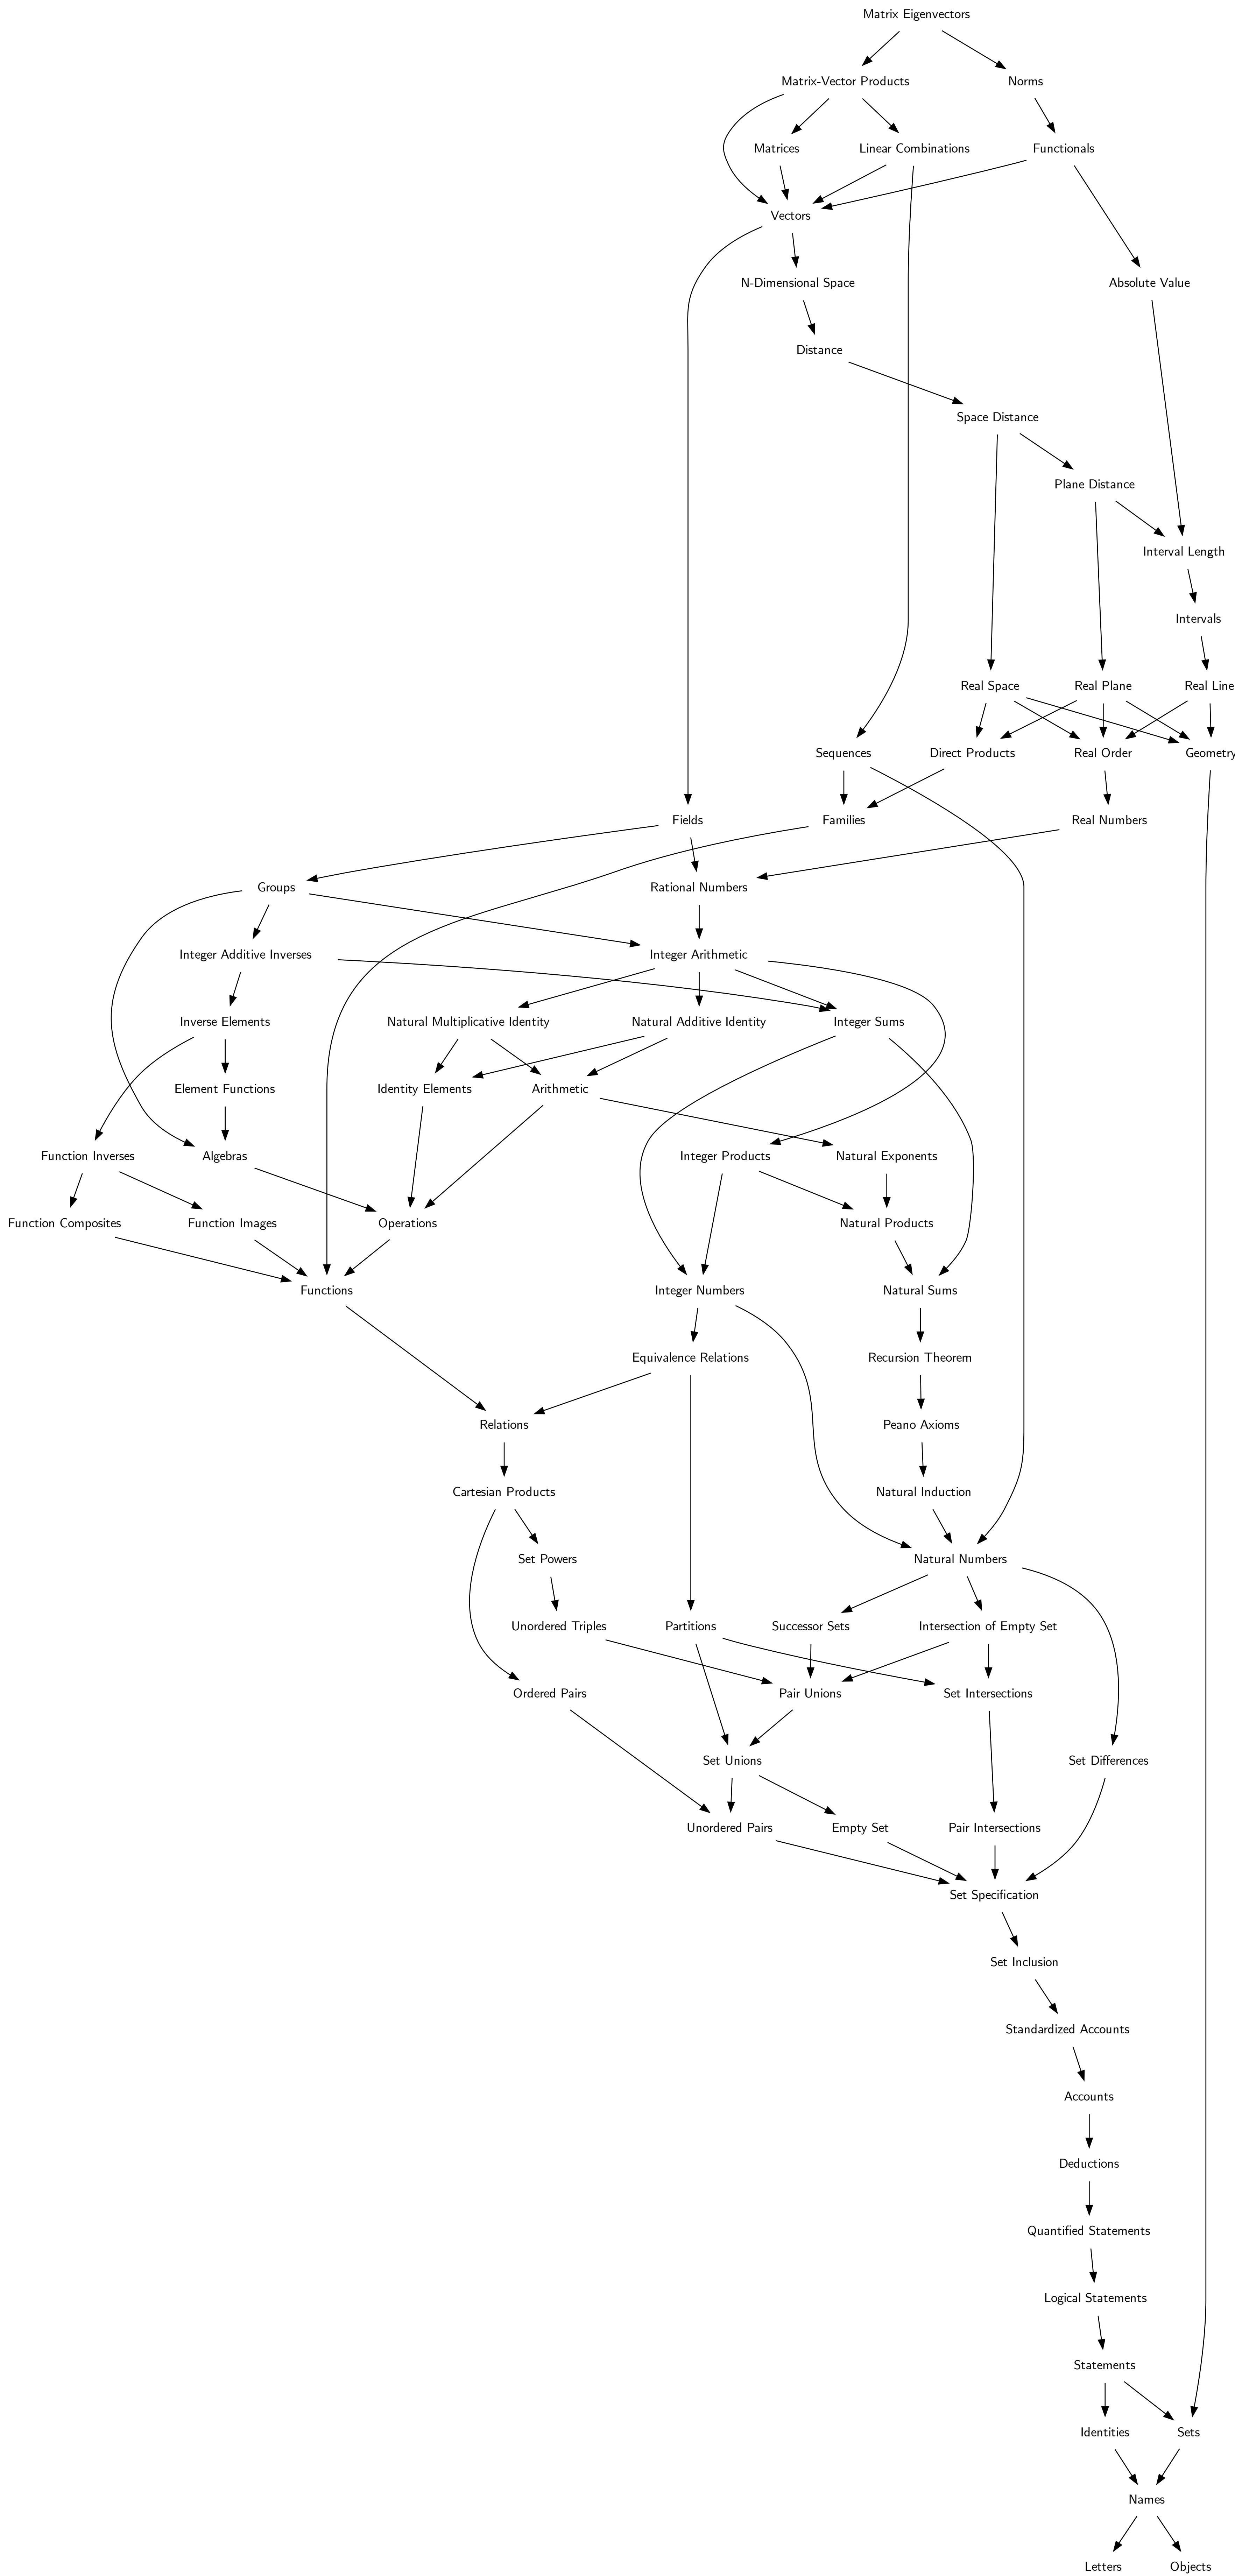 Matrix Eigenvectors
Matrix-Vector Products
Norms
Matrices
Linear Combinations
Functionals
Vectors
N-Dimensional Space
Absolute Value
Distance
Space Distance
Plane Distance
Interval Length
Intervals
Real Space
Real Plane
Real Line
Sequences
Direct Products
Real Order
Geometry
Fields
Families
Real Numbers
Groups
Rational Numbers
Integer Additive Inverses
Integer Arithmetic
Inverse Elements
Natural Multiplicative Identity
Natural Additive Identity
Integer Sums
Element Functions
Identity Elements
Arithmetic
Function Inverses
Algebras
Integer Products
Natural Exponents
Function Composites
Function Images
Operations
Natural Products
Functions
Integer Numbers
Natural Sums
Equivalence Relations
Recursion Theorem
Relations
Peano Axioms
Cartesian Products
Natural Induction
Set Powers
Natural Numbers
Unordered Triples
Partitions
Successor Sets
Intersection of Empty Set
Ordered Pairs
Pair Unions
Set Intersections
Set Unions
Set Differences
Unordered Pairs
Empty Set
Pair Intersections
Set Specification
Set Inclusion
Standardized Accounts
Accounts
Deductions
Quantified Statements
Logical Statements
Statements
Identities
Sets
Names
Letters
Objects